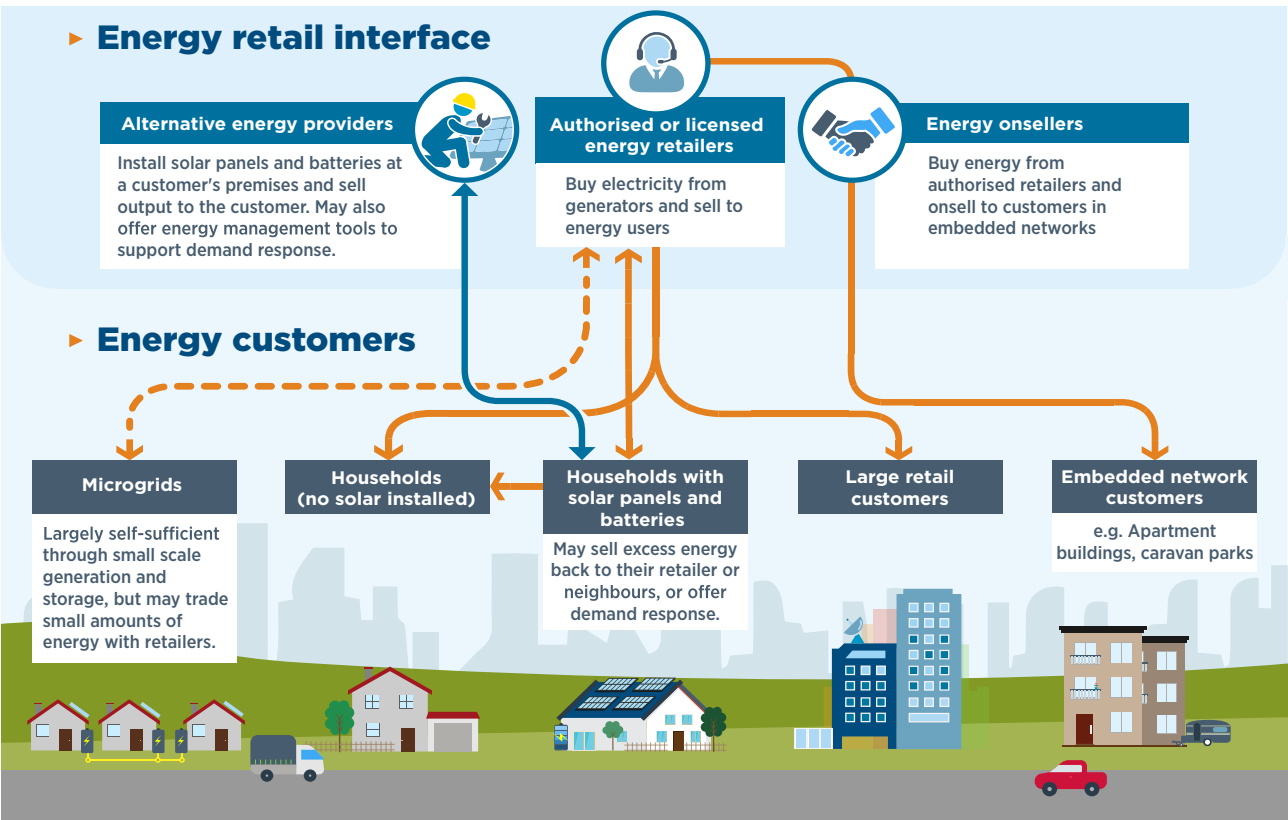 Energy retail interface
Alternative energy providers
Install solar panels and batteries at
a customer's premises and sell
output to the customer. May also
offer energy management tools to
support demand response.
Authorised or licensed
energy retailers
Buy electricity from
generators and sell to
energy users
Energy onsellers
Buy energy from
authorised retailers and
onsell to customers in
embedded networks
Energy customers
Microgrids
Largely self-sufficient
through small scale
generation and
storage, but may trade
small amounts of
energy with retailers.
Households
(no solar installed)
Households with
solar panels and
batteries
May sell excess energy
back to their retailer or
neighbours, or offer
demand response.
Large retail
customers
Embedded network
customers
e.g. Apartment
buildings, caravan parks